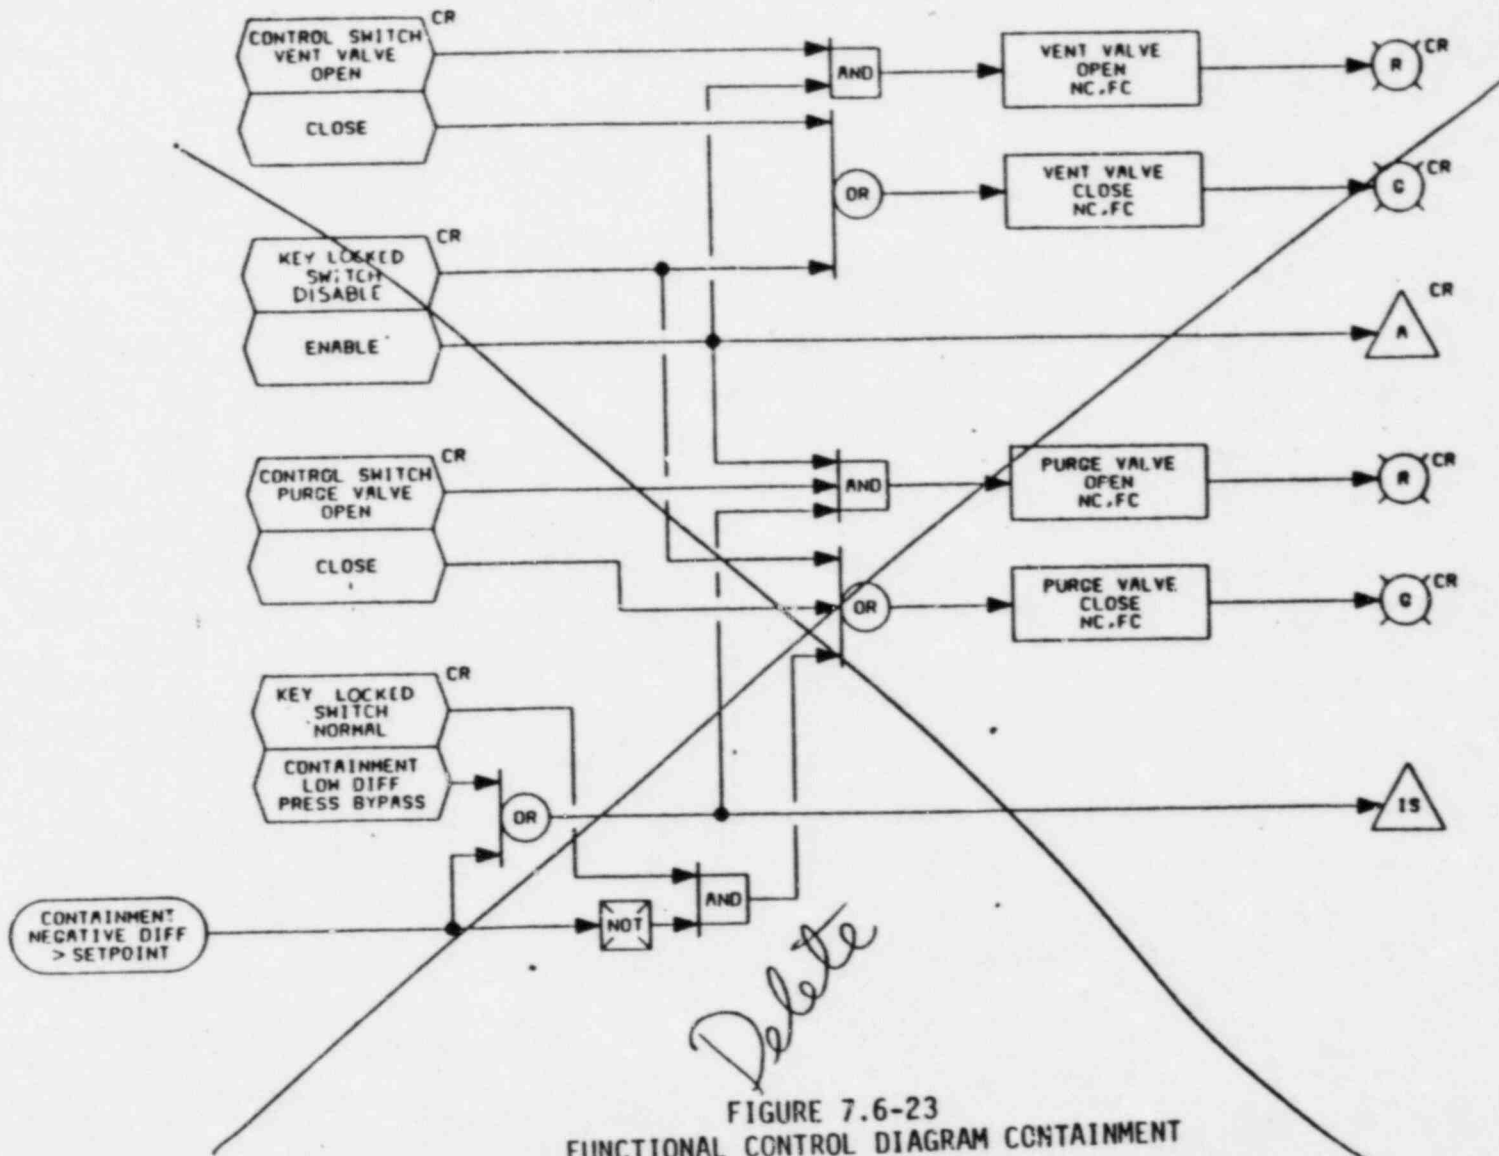 CR
CONTROL SWITCH
VENT VALVE
OPEN
CLOSE
AND
VENT VALVE
OPEN
NC.FC
R
CR
OR
VENT VALVE
CLOSE
NC.FC
G
CR
CR
KEY LOCKED
SWITCH
DISABLE
ENABLE
CR
A
CR
CONTROL SWITCH
PURGE VALVE
OPEN
CLOSE
AND
PURGE VALVE
OPEN
NC.FC
R
CR
OR
PURGE VALVE
CLOSE
NC.FC
G
CR
CR
KEY LOCKED
SWITCH
NORMAL
CONTAINMENT
LOW DIFF
PRESS BYPASS
OR
IS
CONTAINMENT
NEGATIVE DIFF
> SETPOINT
NOT
AND
Delete
FIGURE 7.6-23
FUNCTIONAL CONTROL DIAGRAM CONTAINMENT